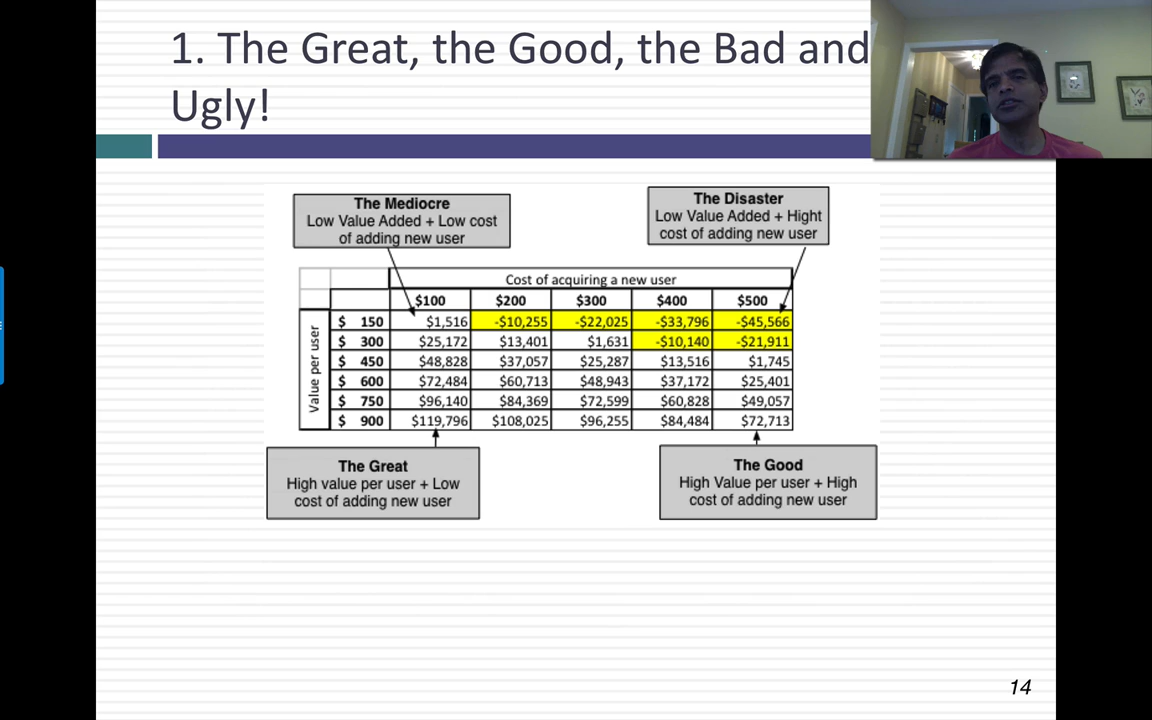 1. The Great, the Good, the Bad and
Ugly!
The Mediocre
Low Value Added + Low cost
of adding new user
The Disaster
Low Value Added + Hight
cost of adding new user
Cost of acquiring a new user
$100 $200 $300 $400 $500
Value per user
$ 150 $1,516 -$10,255 -$22,025 -$33,796 -$45,566
$ 300 $25,172 $13,401 $1,631 -$10,140 -$21,911
$ 450 $48,828 $37,057 $25,287 $13,516 $1,745
$ 600 $72,484 $60,713 $48,943 $37,172 $25,401
$ 750 $96,140 $84,369 $72,599 $60,828 $49,057
$ 900 $119,796 $108,025 $96,255 $84,484 $72,713
The Great
High value per user + Low
cost of adding new user
The Good
High Value per user + High
cost of adding new user
14